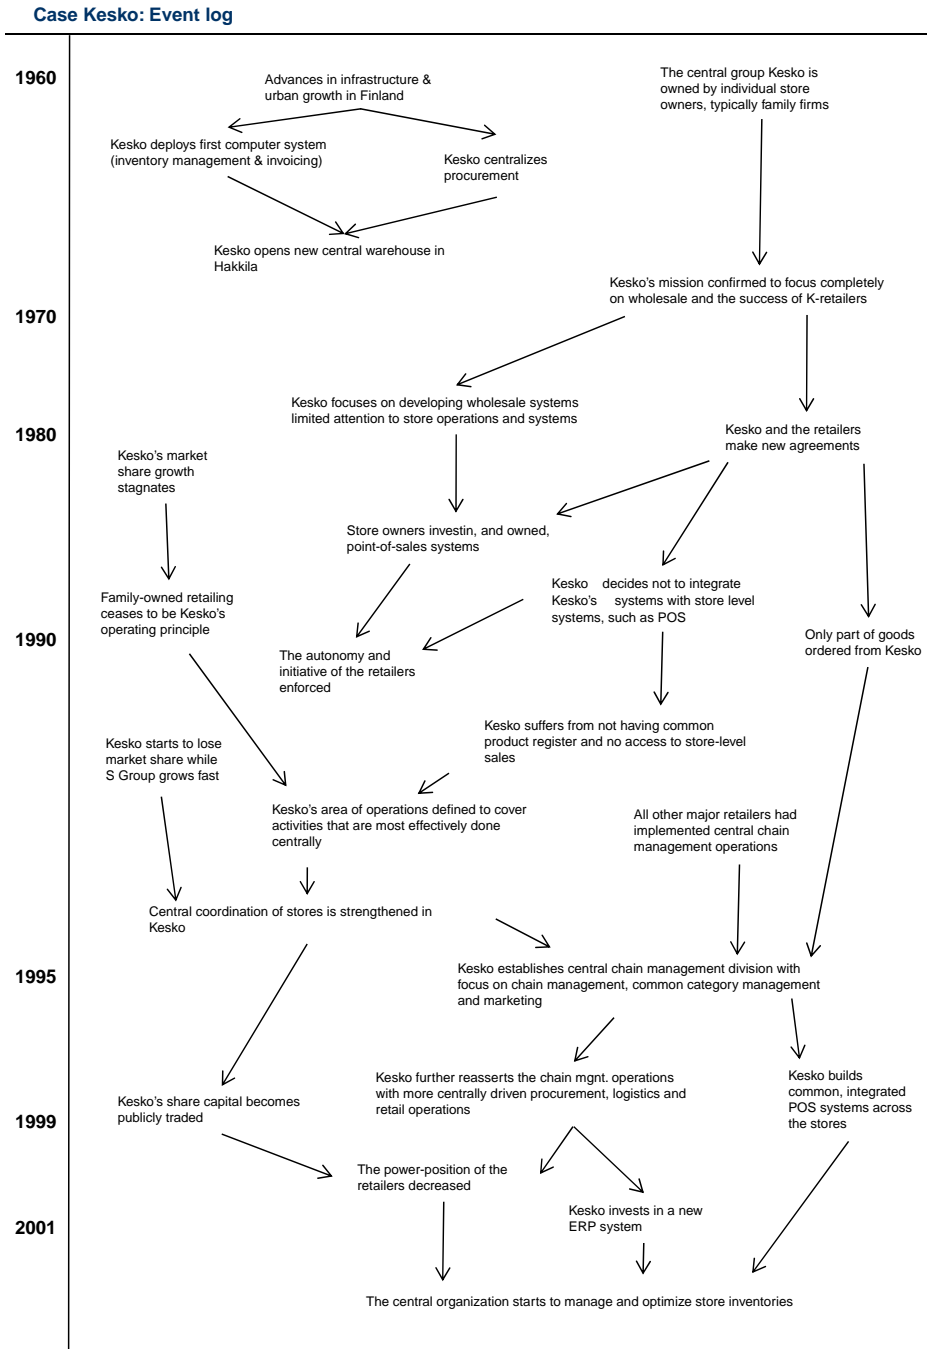 Case Kesko: Event log
1960
Advances in infrastructure &
urban growth in Finland
The central group Kesko is
owned by individual store
owners, typically family firms
Kesko deploys first computer system
(inventory management & invoicing)
Kesko centralizes
procurement
Kesko opens new central warehouse in
Hakkila
Kesko's mission confirmed to focus completely
on wholesale and the success of K-retailers
1970
Kesko focuses on developing wholesale systems
limited attention to store operations and systems
1980
Kesko and the retailers
make new agreements
Kesko's market
share growth
stagnates
Store owners investin, and owned,
point-of-sales systems
Kesko decides not to integrate
Kesko's systems with store level
systems, such as POS
Family-owned retailing
ceases to be Kesko's
operating principle
1990
Only part of goods
ordered from Kesko
The autonomy and
initiative of the retailers
enforced
Kesko suffers from not having common
product register and no access to store-level
sales
Kesko starts to lose
market share while
S Group grows fast
Kesko's area of operations defined to cover
activities that are most effectively done
centrally
All other major retailers had
implemented central chain
management operations
Central coordination of stores is strengthened in
Kesko
1995
Kesko establishes central chain management division with
focus on chain management, common category management
and marketing
Kesko further reasserts the chain mgnt. operations
with more centrally driven procurement, logistics and
retail operations
Kesko builds
common, integrated
POS systems across
the stores
Kesko's share capital becomes
publicly traded
1999
The power-position of the
retailers decreased
Kesko invests in a new
ERP system
2001
The central organization starts to manage and optimize store inventories